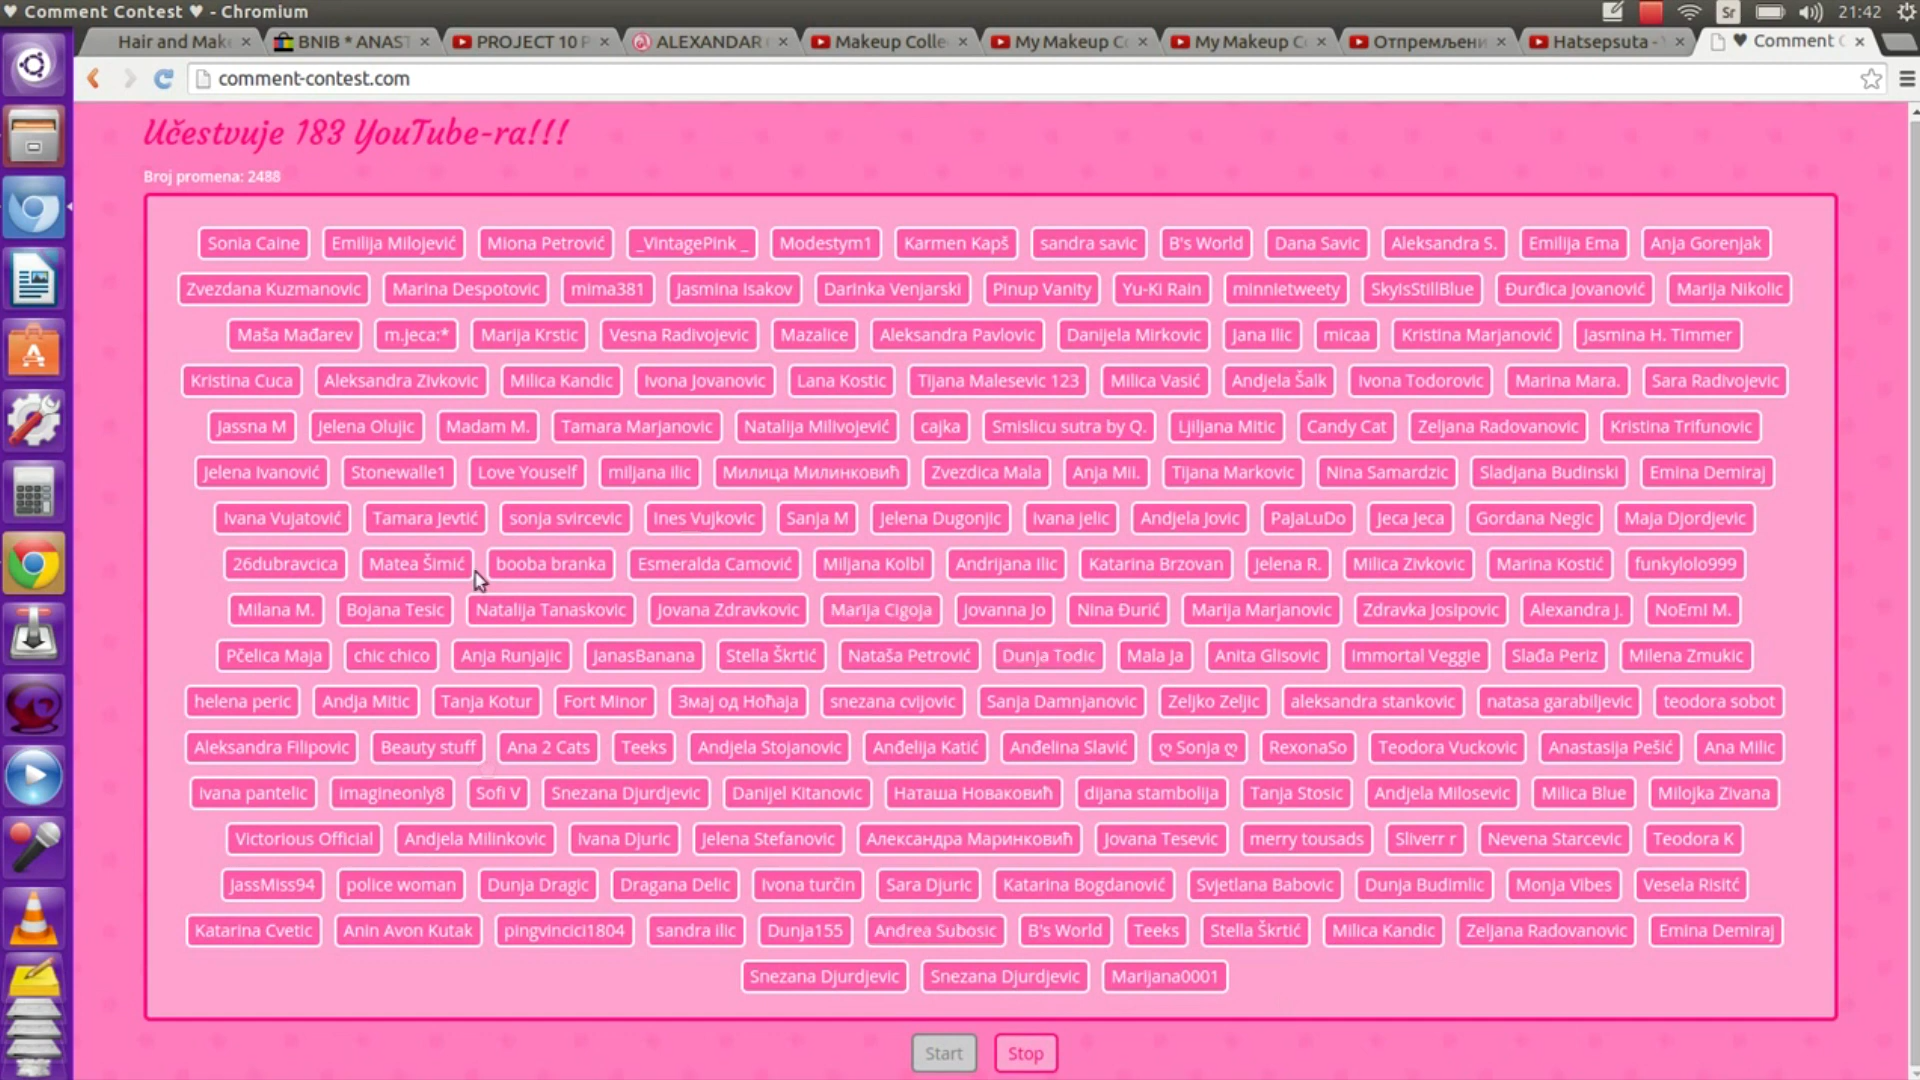 ♥ Comment Contest ♥ - Chromium Sr 21:42
Hair and Make BNIB * ANAST PROJECT 10 P ALEXANDAR Makeup Colle My Makeup Co My Makeup Co Отпремљени Hatsepsuta - ♥ Comment
comment-contest.com
Učestvuje 183 YouTube-ra!!!
Broj promena: 2488
Sonia Caine Emilija Milojević Miona Petrović _VintagePink _ Modestym1 Karmen Kapš sandra savic B's World Dana Savic Aleksandra S. Emilija Ema Anja Gorenjak
Zvezdana Kuzmanovic Marina Despotovic mima381 Jasmina Isakov Darinka Venjarski Pinup Vanity Yu-Ki Rain minnietweety SkyIsStillBlue Đurđica Jovanović Marija Nikolic
Maša Mađarev m.jeca:* Marija Krstic Vesna Radivojevic Mazalice Aleksandra Pavlovic Danijela Mirkovic Jana Ilic micaa Kristina Marjanović Jasmina H. Timmer
Kristina Cuca Aleksandra Zivkovic Milica Kandic Ivona Jovanovic Lana Kostic Tijana Malesevic 123 Milica Vasić Andjela Šalk Ivona Todorovic Marina Mara. Sara Radivojevic
Jassna M Jelena Olujic Madam M. Tamara Marjanovic Natalija Milivojević cajka Smislicu sutra by Q. Ljiljana Mitic Candy Cat Zeljana Radovanovic Kristina Trifunovic
Jelena Ivanović Stonewalle1 Love Youself miljana ilic Милица Милинковић Zvezdica Mala Anja Mil. Tijana Markovic Nina Samardzic Sladjana Budinski Emina Demiraj
Ivana Vujatović Tamara Jevtić sonja svircevic Ines Vujkovic Sanja M Jelena Dugonjic ivana jelic Andjela Jovic PaJaLuDo Jeca Jeca Gordana Negic Maja Djordjevic
26dubravcica Matea Šimić booba branka Esmeralda Camović Miljana Kolbl Andrijana Ilic Katarina Brzovan Jelena R. Milica Zivkovic Marina Kostić funkylolo999
Milana M. Bojana Tesic Natalija Tanaskovic Jovana Zdravkovic Marija Cigoja Jovanna Jo Nina Đurić Marija Marjanovic Zdravka Josipovic Alexandra J. NoEmI M.
Pčelica Maja chic chico Anja Runjajic JanasBanana Stella Škrtić Nataša Petrović Dunja Todic Mala Ja Anita Glisovic Immortal Veggie Slađa Periz Milena Zmukic
helena peric Andja Mitic Tanja Kotur Fort Minor Змај од Ноћаја snezana cvijovic Sanja Damnjanovic Zeljko Zeljic aleksandra stankovic natasa garabiljevic teodora sobot
Aleksandra Filipovic Beauty stuff Ana 2 Cats Teeks Andjela Stojanovic Anđelija Katić Anđelina Slavić ღ Sonja ღ RexonaSo Teodora Vuckovic Anastasija Pešić Ana Milic
ivana pantelic Imagineonly8 Sofi V Snezana Djurdjevic Danijel Kitanovic Наташа Новаковић dijana stambolija Tanja Stosic Andjela Milosevic Milica Blue Milojka Zivana
Victorious Official Andjela Milinkovic Ivana Djuric Jelena Stefanovic Александра Маринковић Jovana Tesevic merry tousads Sliverr r Nevena Starcevic Teodora K
JassMiss94 police woman Dunja Dragic Dragana Delic Ivona turčin Sara Djuric Katarina Bogdanović Svjetlana Babovic Dunja Budimlic Monja Vibes Vesela Risitć
Katarina Cvetic Anin Avon Kutak pingvincici1804 sandra ilic Dunja155 Andrea Subosic B's World Teeks Stella Škrtić Milica Kandic Zeljana Radovanovic Emina Demiraj
Snezana Djurdjevic Snezana Djurdjevic Marijana0001
Start Stop